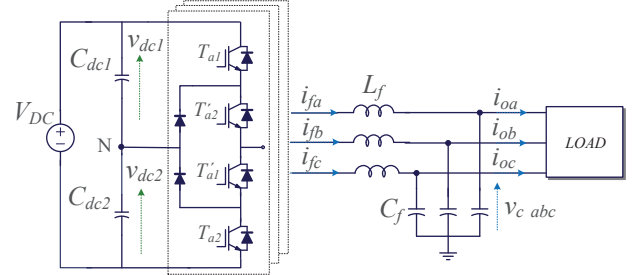 V_DC
C_dc1
v_dc1
N
C_dc2
v_dc2
T_a1
T'_a2
T'_a1
T_a2
i_fa
i_fb
i_fc
L_f
C_f
i_oa
i_ob
i_oc
v_c abc
LOAD